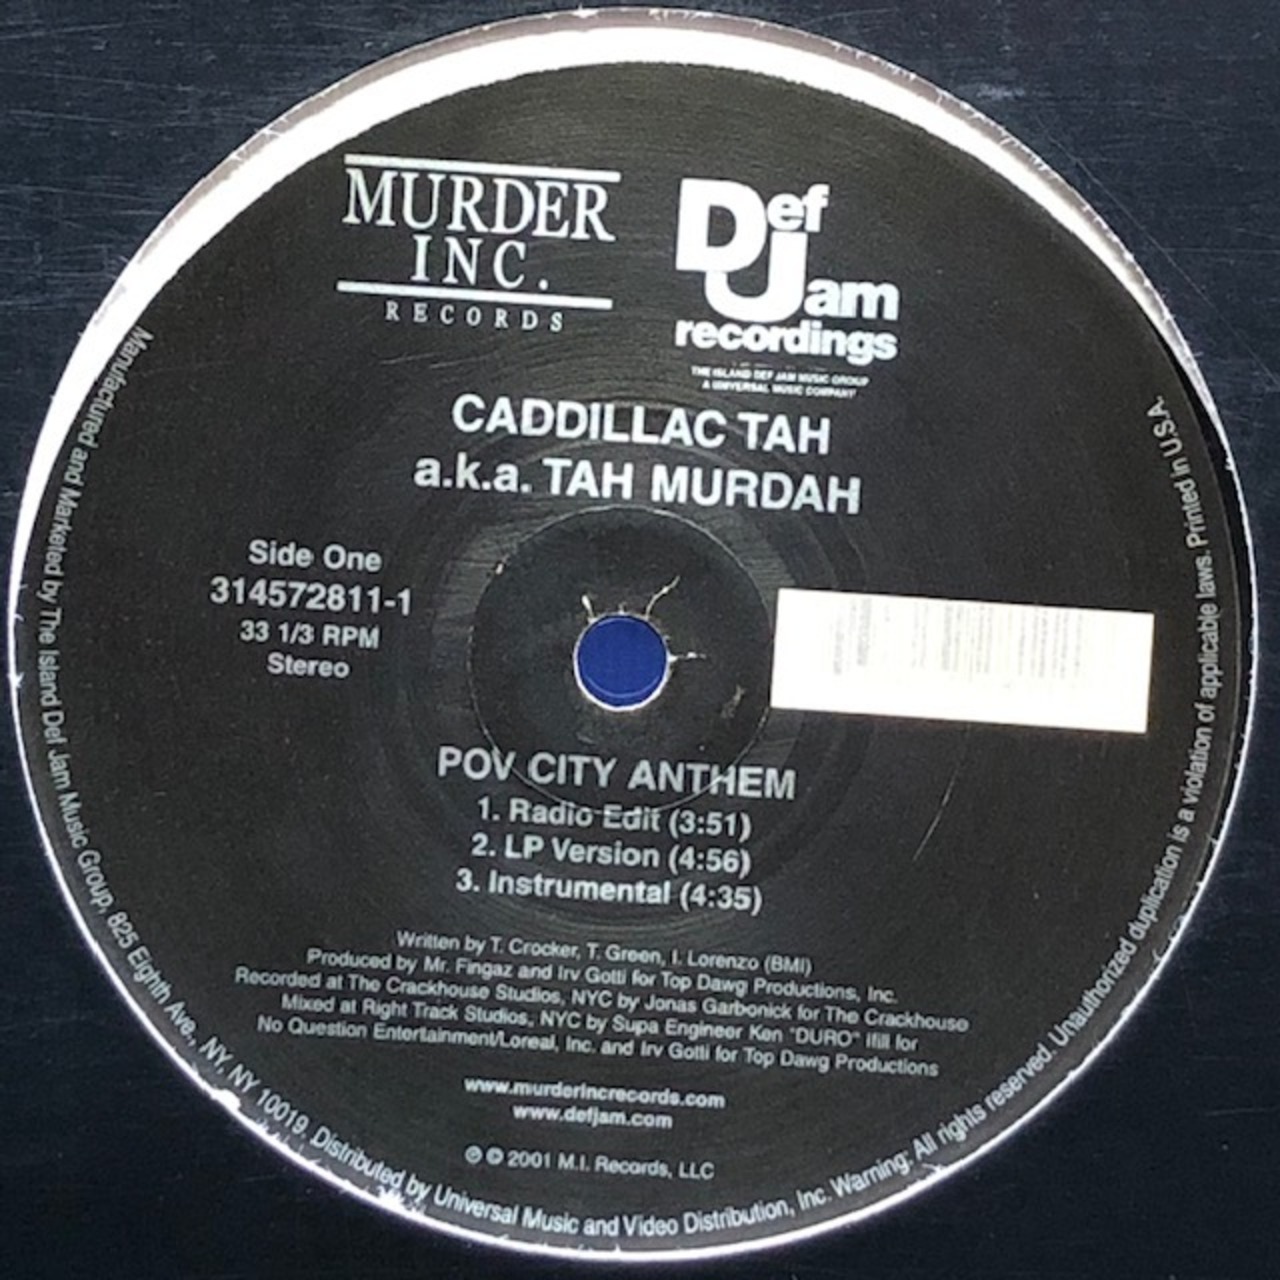 MURDER
INC.
RECORDS
Def
Jam
recordings
THE ISLAND DEF JAM MUSIC GROUP
A UNIVERSAL MUSIC COMPANY
CADDILLAC TAH
a.k.a. TAH MURDAH
Side One
314572811-1
33 1/3 RPM
Stereo
POV CITY ANTHEM
1. Radio Edit (3:51)
2. LP Version (4:56)
3. Instrumental (4:35)
Written by T. Crocker, T. Green, I. Lorenzo (BMI)
Produced by Mr. Fingaz and Irv Gotti for Top Dawg Productions, Inc.
Recorded at The Crackhouse Studios, NYC by Jonas Garbonick for The Crackhouse
Mixed at Right Track Studios, NYC by Supa Engineer Ken "DURO" Ifill for
No Question Entertainment/Loreal, Inc. and Irv Gotti for Top Dawg Productions
www.murderincrecords.com
www.defjam.com
℗ © 2001 M.I. Records, LLC
Manufactured and Marketed by The Island Def Jam Music Group, 825 Eighth Ave., NY, NY 10019. Distributed by Universal Music and Video Distribution, Inc. Warning: All rights reserved. Unauthorized duplication is a violation of applicable laws. Printed in U.S.A.